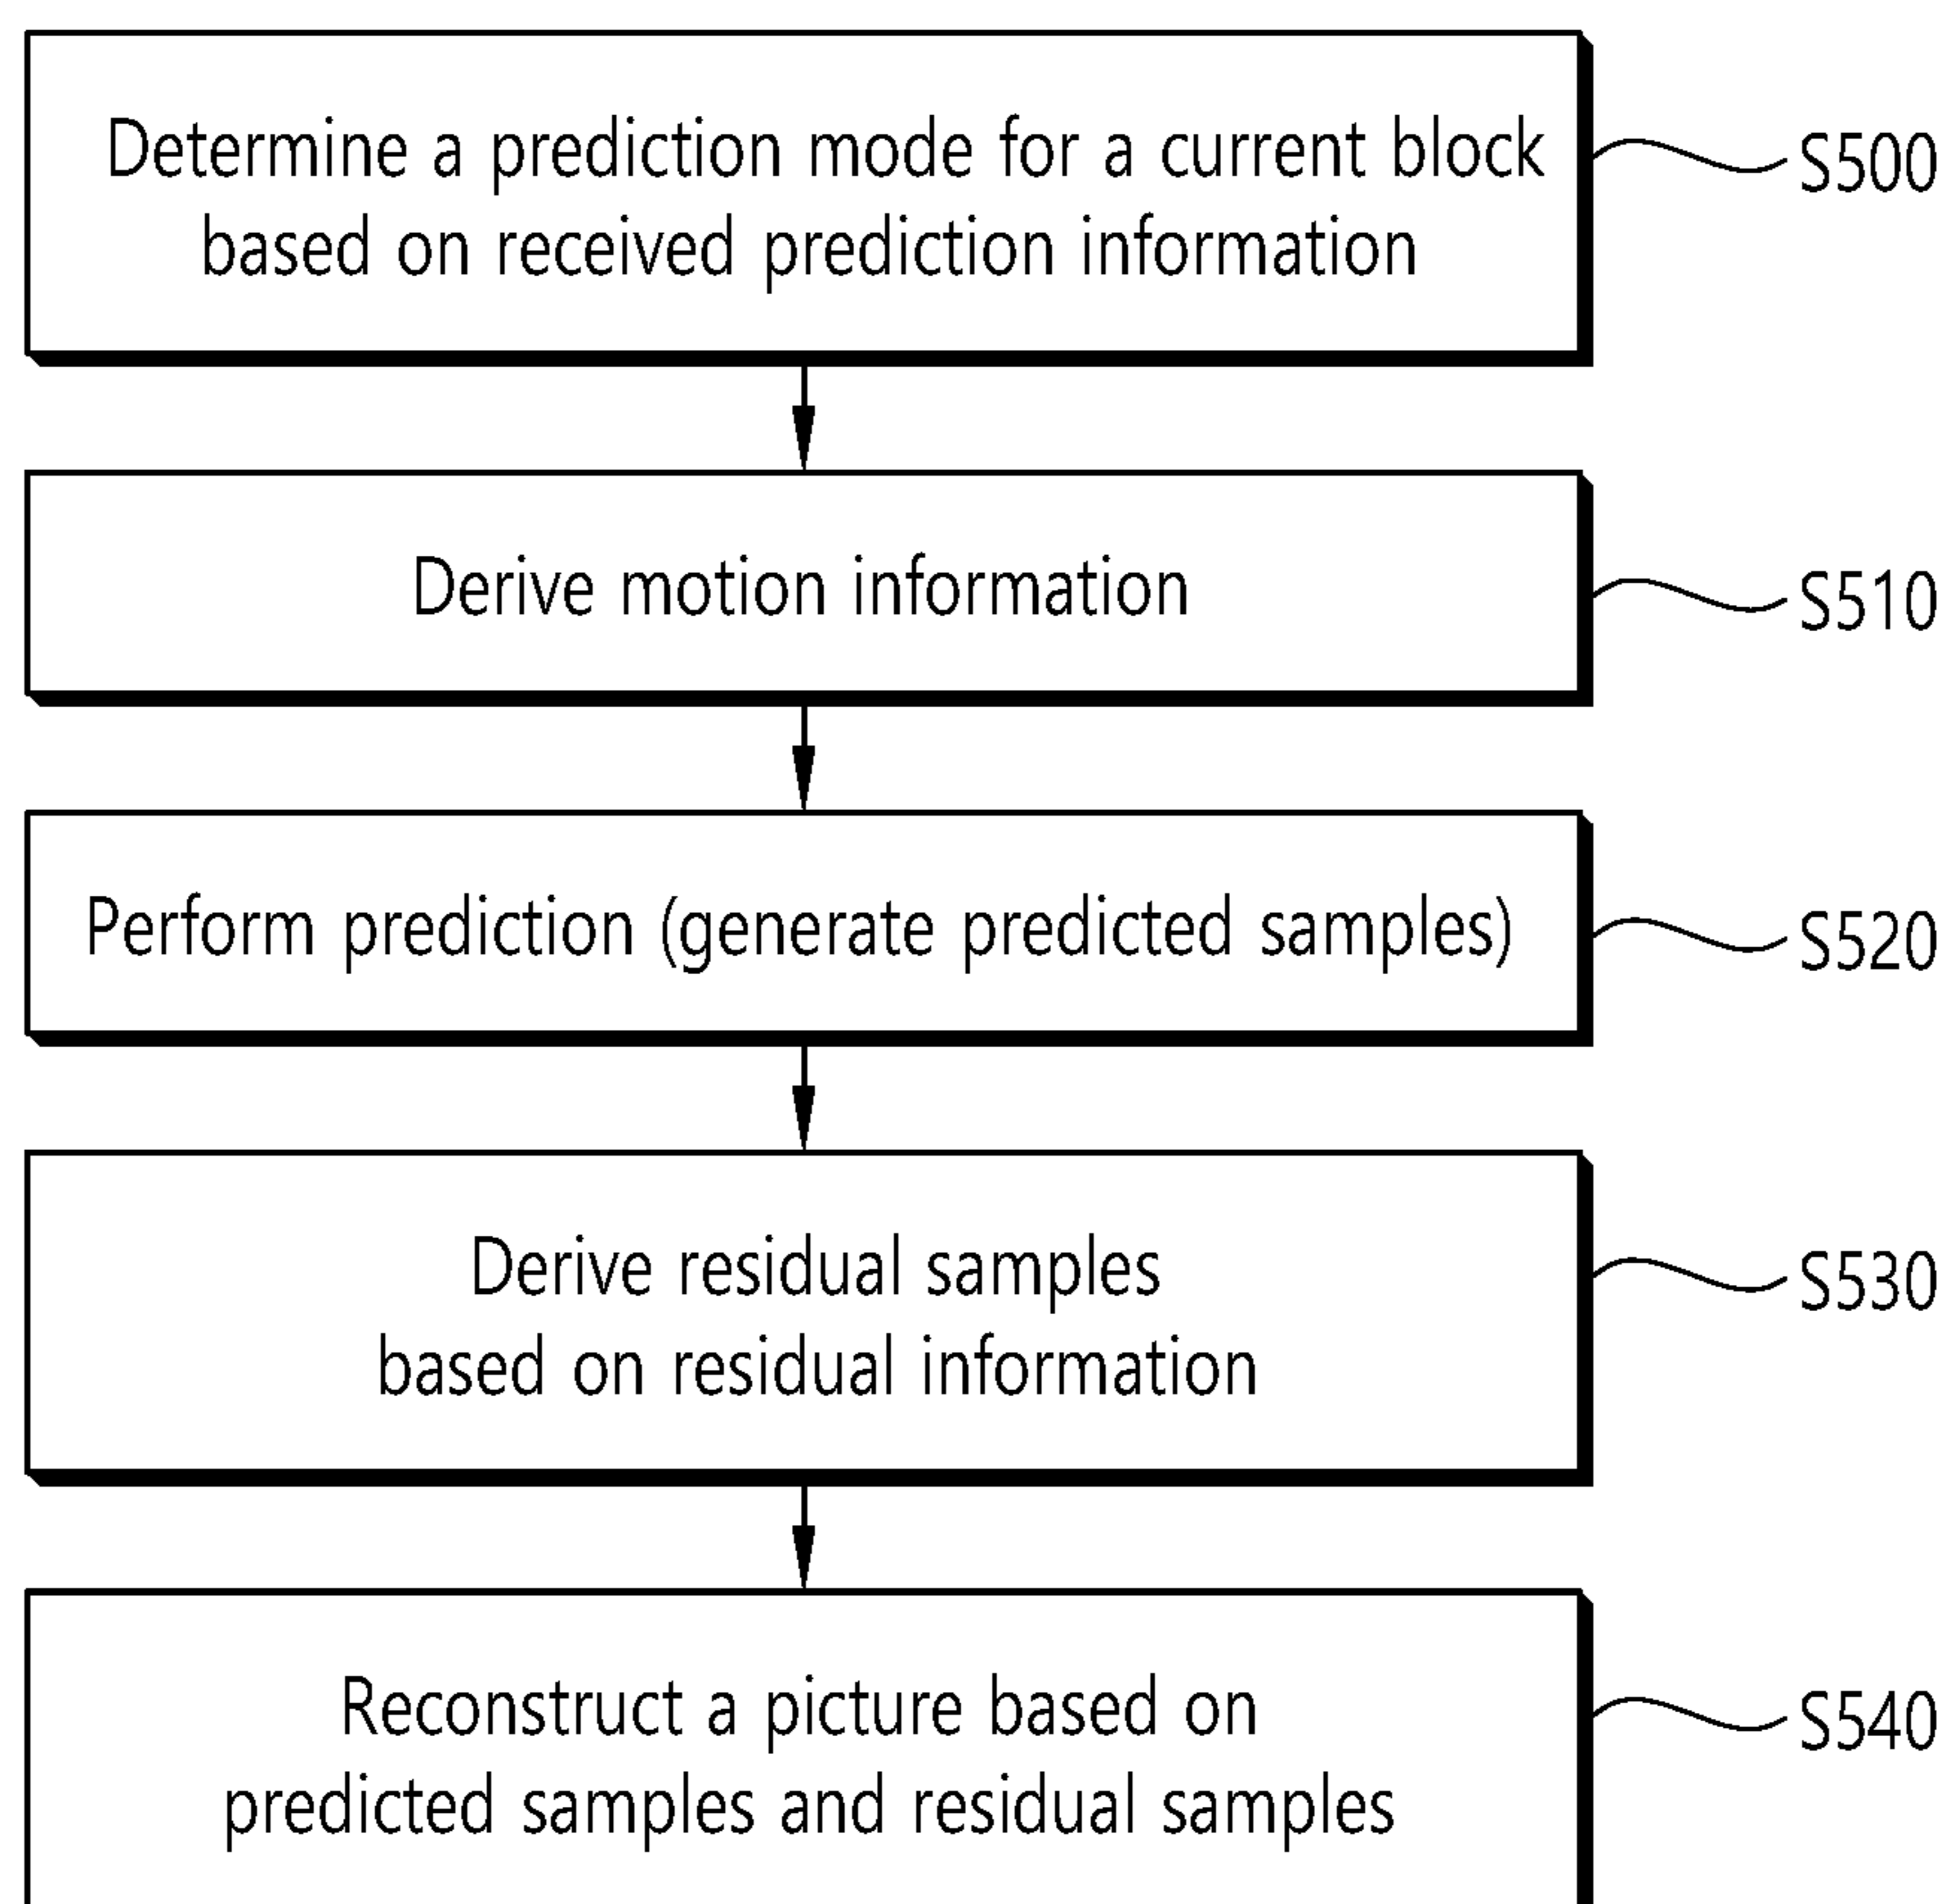 Determine a prediction mode for a current block
based on received prediction information
S500
Derive motion information
S510
Perform prediction (generate predicted samples)
S520
Derive residual samples
based on residual information
S530
Reconstruct a picture based on
predicted samples and residual samples
S540